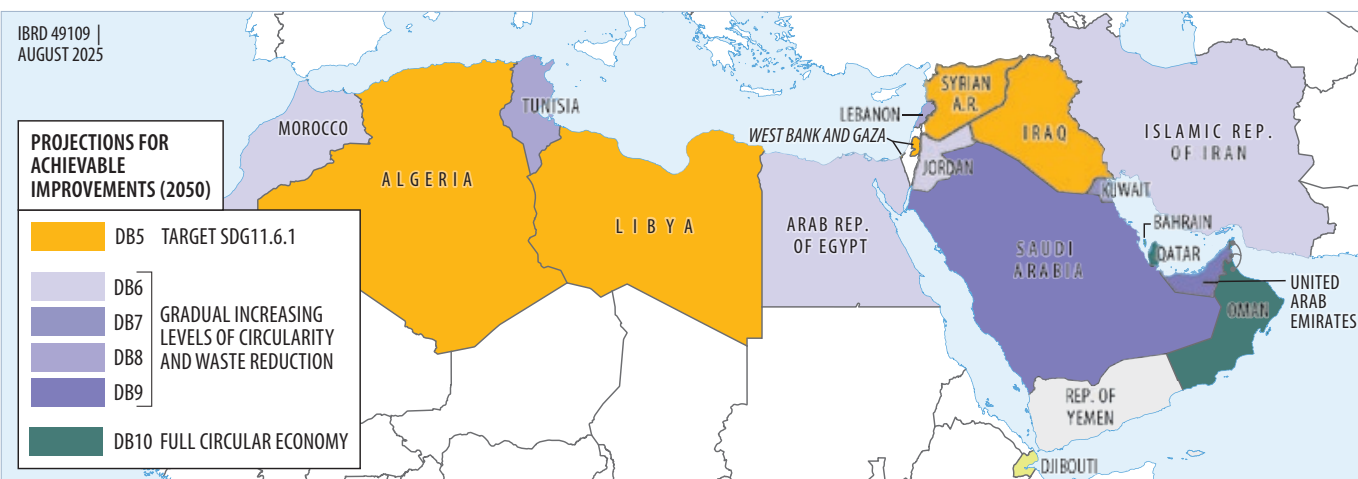 IBRD 49109 |
AUGUST 2025
PROJECTIONS FOR
ACHIEVABLE
IMPROVEMENTS (2050)
DB5 TARGET SDG11.6.1
DB6
DB7
DB8
DB9
GRADUAL INCREASING
LEVELS OF CIRCULARITY
AND WASTE REDUCTION
DB10 FULL CIRCULAR ECONOMY
MOROCCO
ALGERIA
TUNISIA
LIBYA
ARAB REP.
OF EGYPT
LEBANON
WEST BANK AND GAZA
SYRIAN
A.R.
IRAQ
JORDAN
ISLAMIC REP.
OF IRAN
KUWAIT
SAUDI
ARABIA
BAHRAIN
QATAR
UNITED
ARAB
EMIRATES
OMAN
REP. OF
YEMEN
DJIBOUTI